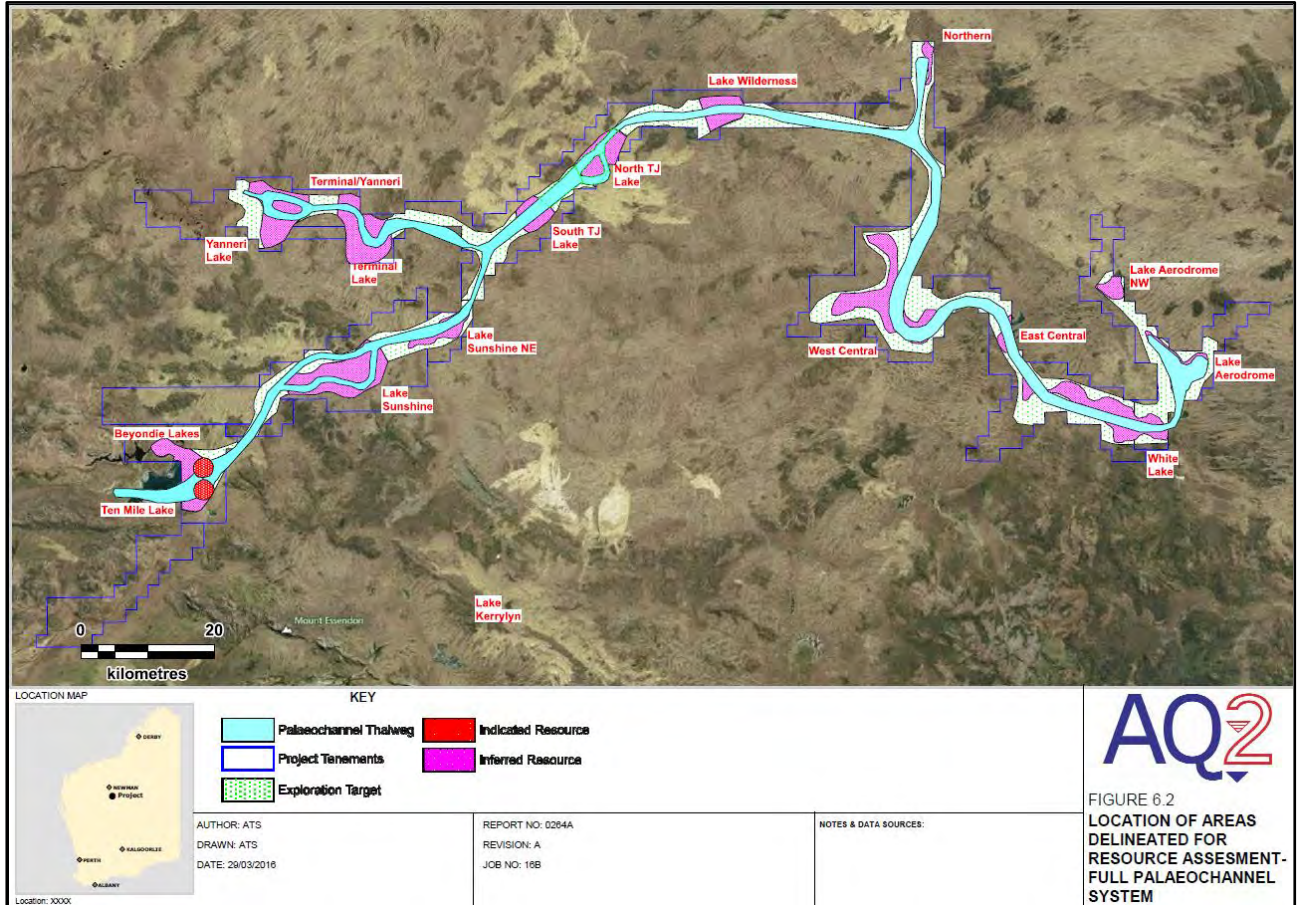 Northern
Lake Wilderness
North TJ
Lake
Terminal/Yanneri
South TJ
Lake
Yanneri
Lake
Terminal
Lake
Lake Aerodrome
NW
Lake
Sunshine NE
East Central
West Central
Lake
Aerodrome
Lake
Sunshine
Beyondie Lakes
White
Lake
Ten Mile Lake
Lake
Kerrylyn
Mount Essendon
0 20
kilometres
LOCATION MAP
KEY
Palaeochannel Thalweg
Indicated Resource
Project Tenements
Inferred Resource
Exploration Target
DERBY
NEWMAN
Project
KALGOORLIE
PERTH
ALBANY
Location: XXXX
AUTHOR: ATS
DRAWN: ATS
DATE: 29/03/2016
REPORT NO: 0264A
REVISION: A
JOB NO: 16B
NOTES & DATA SOURCES:
AQ2
FIGURE 6.2
LOCATION OF AREAS
DELINEATED FOR
RESOURCE ASSESMENT-
FULL PALAEOCHANNEL
SYSTEM